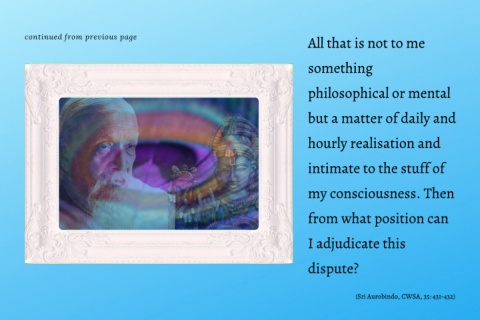 continued from previous page
All that is not to me
something
philosophical or mental
but a matter of daily and
hourly realisation and
intimate to the stuff of
my consciousness. Then
from what position can
I adjudicate this
dispute?
(Sri Aurobindo, CWSA, 35: 431-432)